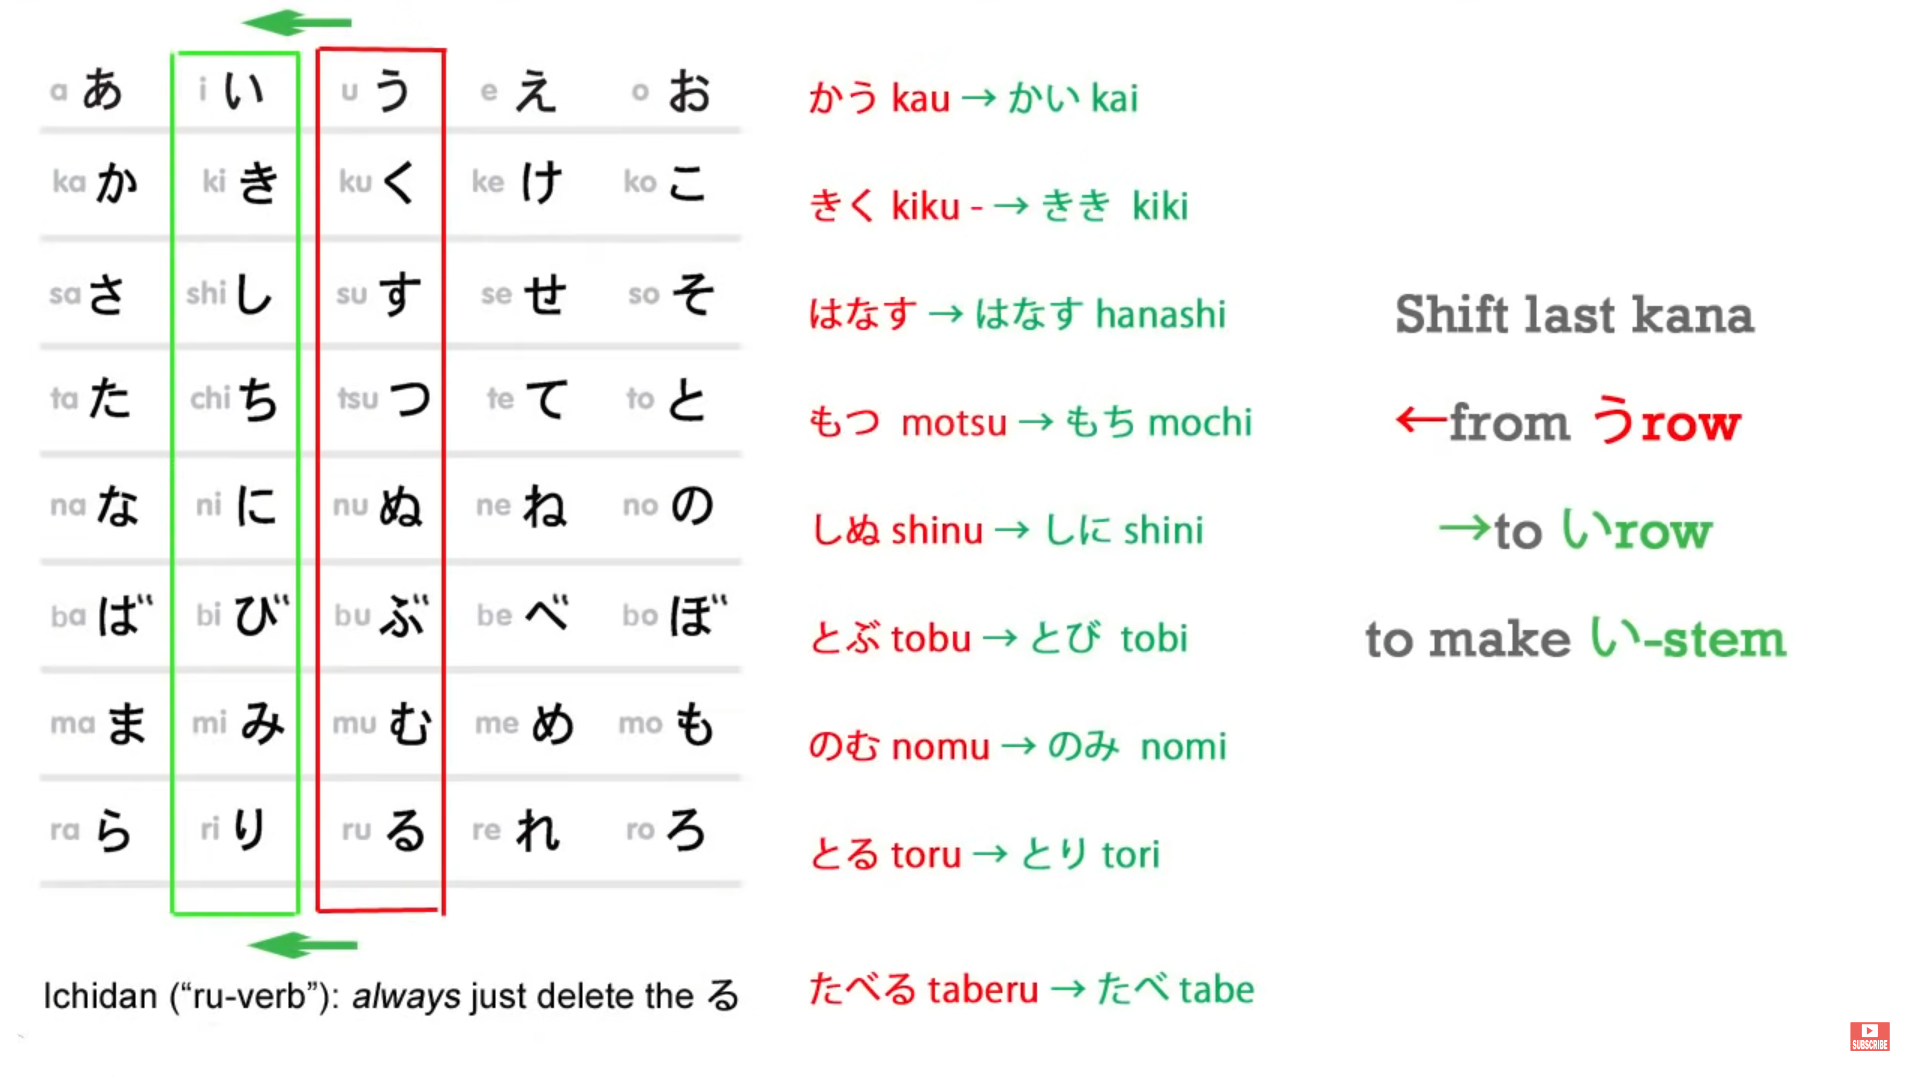 a あ i い u う e え o お
ka か ki き ku く ke け ko こ
sa さ shi し su す se せ so そ
ta た chi ち tsu つ te て to と
na な ni に nu ぬ ne ね no の
ba ば bi び bu ぶ be べ bo ぼ
ma ま mi み mu む me め mo も
ra ら ri り ru る re れ ro ろ
Ichidan (“ru-verb”): always just delete the る
かう kau → かい kai
きく kiku - → きき kiki
はなす → はなす hanashi
もつ motsu → もち mochi
しぬ shinu → しに shini
とぶ tobu → とび tobi
のむ nomu → のみ nomi
とる toru → とり tori
たべる taberu → たべ tabe
Shift last kana
←from うrow
→to いrow
to make い-stem
SUBSCRIBE